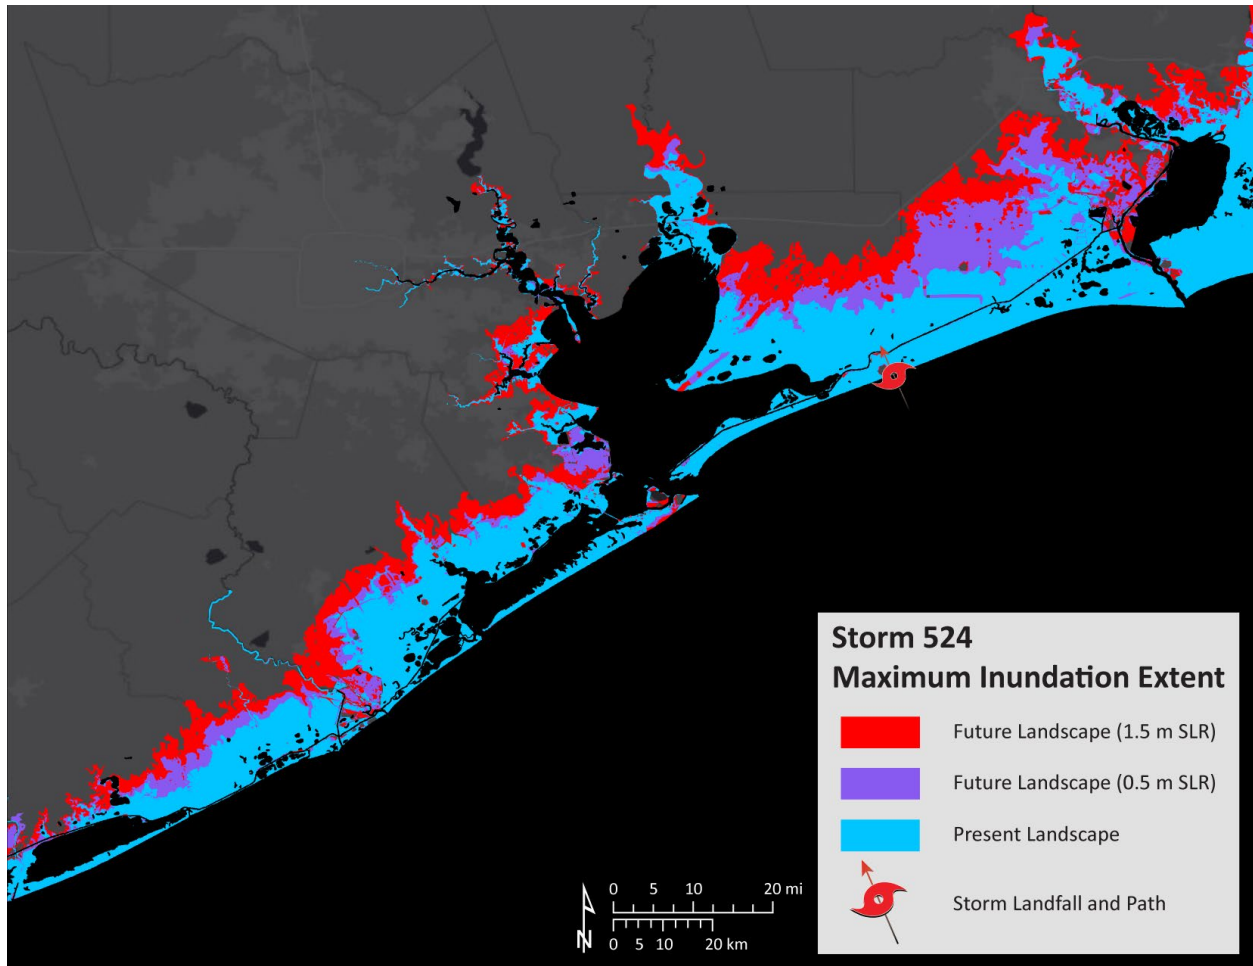 Storm 524
Maximum Inundation Extent
Future Landscape (1.5 m SLR)
Future Landscape (0.5 m SLR)
Present Landscape
Storm Landfall and Path
0 5 10 20 mi
0 5 10 20 km
N